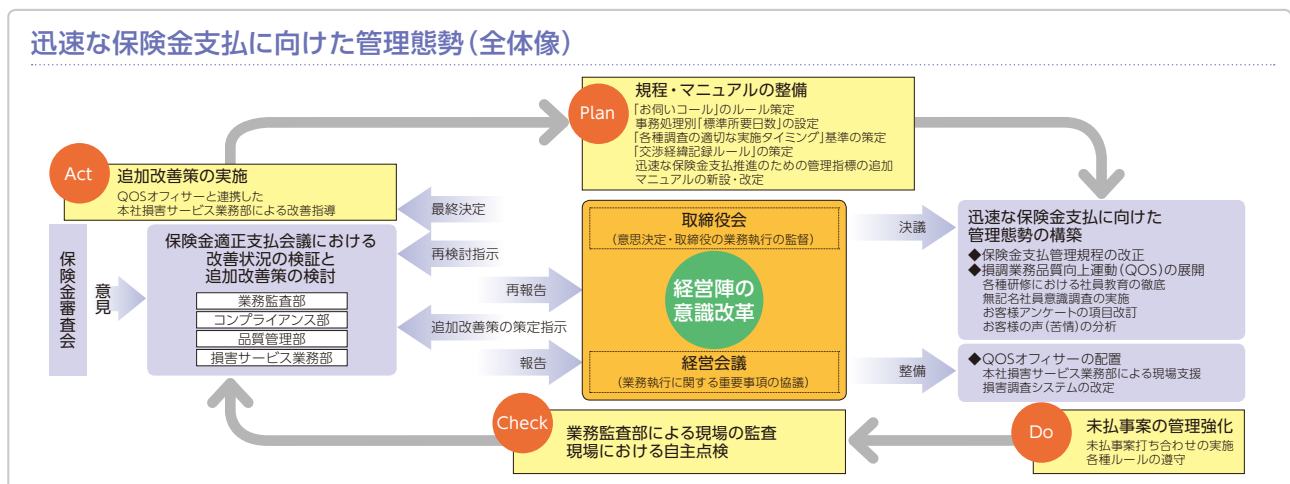 迅速な保険金支払に向けた管理態勢(全体像)
Plan
規程・マニュアルの整備
「お伺いコール」のルール策定
事務処理別「標準所要日数」の設定
「各種調査の適切な実施タイミング」基準の策定
「交渉経緯記録ルール」の策定
迅速な保険金支払推進のための管理指標の追加
マニュアルの新設・改定
Act
追加改善策の実施
QOSオフィサーと連携した
本社損害サービス業務部による改善指導
保険金審査会
意見
保険金適正支払会議における
改善状況の検証と
追加改善策の検討
業務監査部
コンプライアンス部
品質管理部
損害サービス業務部
最終決定
再検討指示
再報告
追加改善策の策定指示
報告
取締役会
(意思決定・取締役の業務執行の監督)
経営陣の
意識改革
経営会議
(業務執行に関する重要事項の協議)
決議
整備
迅速な保険金支払に向けた
管理態勢の構築
◆保険金支払管理規程の改正
◆損調業務品質向上運動(QOS)の展開
各種研修における社員教育の徹底
無記名社員意識調査の実施
お客様アンケートの項目改訂
お客様の声(苦情)の分析
◆QOSオフィサーの配置
本社損害サービス業務部による現場支援
損害調査システムの改定
Check
業務監査部による現場の監査
現場における自主点検
Do
未払事案の管理強化
未払事案打ち合わせの実施
各種ルールの遵守